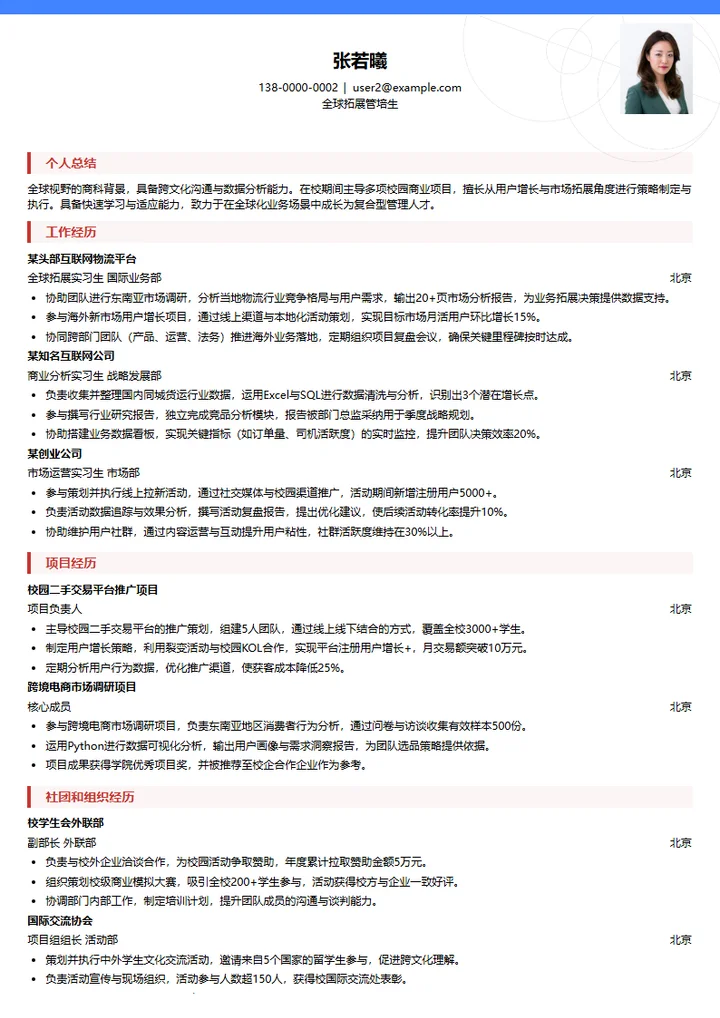 张若曦
138-0000-0002 | user2@example.com
全球拓展管培生
个人总结
全球视野的商科背景，具备跨文化沟通与数据分析能力。在校期间主导多项校园商业项目，擅长从用户增长与市场拓展角度进行策略制定与
执行。具备快速学习与适应能力，致力于在全球化业务场景中成长为复合型管理人才。
工作经历
某头部互联网物流平台
全球拓展实习生 国际业务部 北京
• 协助团队进行东南亚市场调研，分析当地物流行业竞争格局与用户需求，输出20+页市场分析报告，为业务拓展决策提供数据支持。
• 参与海外新市场用户增长项目，通过线上渠道与本地化活动策划，实现目标市场月活用户环比增长15%。
• 协同跨部门团队（产品、运营、法务）推进海外业务落地，定期组织项目复盘会议，确保关键里程碑按时达成。
某知名互联网公司
商业分析实习生 战略发展部 北京
• 负责收集并整理国内同城货运行业数据，运用Excel与SQL进行数据清洗与分析，识别出3个潜在增长点。
• 参与撰写行业研究报告，独立完成竞品分析模块，报告被部门总监采纳用于季度战略规划。
• 协助搭建业务数据看板，实现关键指标（如订单量、司机活跃度）的实时监控，提升团队决策效率20%。
某创业公司
市场运营实习生 市场部 北京
• 参与策划并执行线上拉新活动，通过社交媒体与校园渠道推广，活动期间新增注册用户5000+。
• 负责活动数据追踪与效果分析，撰写活动复盘报告，提出优化建议，使后续活动转化率提升10%。
• 协助维护用户社群，通过内容运营与互动提升用户粘性，社群活跃度维持在30%以上。
项目经历
校园二手交易平台推广项目
项目负责人 北京
• 主导校园二手交易平台的推广策划，组建5人团队，通过线上线下结合的方式，覆盖全校3000+学生。
• 制定用户增长策略，利用裂变活动与校园KOL合作，实现平台注册用户增长+，月交易额突破10万元。
• 定期分析用户行为数据，优化推广渠道，使获客成本降低25%。
跨境电商市场调研项目
核心成员 北京
• 参与跨境电商市场调研项目，负责东南亚地区消费者行为分析，通过问卷与访谈收集有效样本500份。
• 运用Python进行数据可视化分析，输出用户画像与需求洞察报告，为团队选品策略提供依据。
• 项目成果获得学院优秀项目奖，并被推荐至校企合作企业作为参考。
社团和组织经历
校学生会外联部
副部长 外联部 北京
• 负责与校外企业洽谈合作，为校园活动争取赞助，年度累计拉取赞助金额5万元。
• 组织策划校级商业模拟大赛，吸引全校200+学生参与，活动获得校方与企业一致好评。
• 协调部门内部工作，制定培训计划，提升团队成员的沟通与谈判能力。
国际交流协会
项目组组长 活动部 北京
• 策划并执行中外学生文化交流活动，邀请来自5个国家的留学生参与，促进跨文化理解。
• 负责活动宣传与现场组织，活动参与人数超150人，获得校国际交流处表彰。